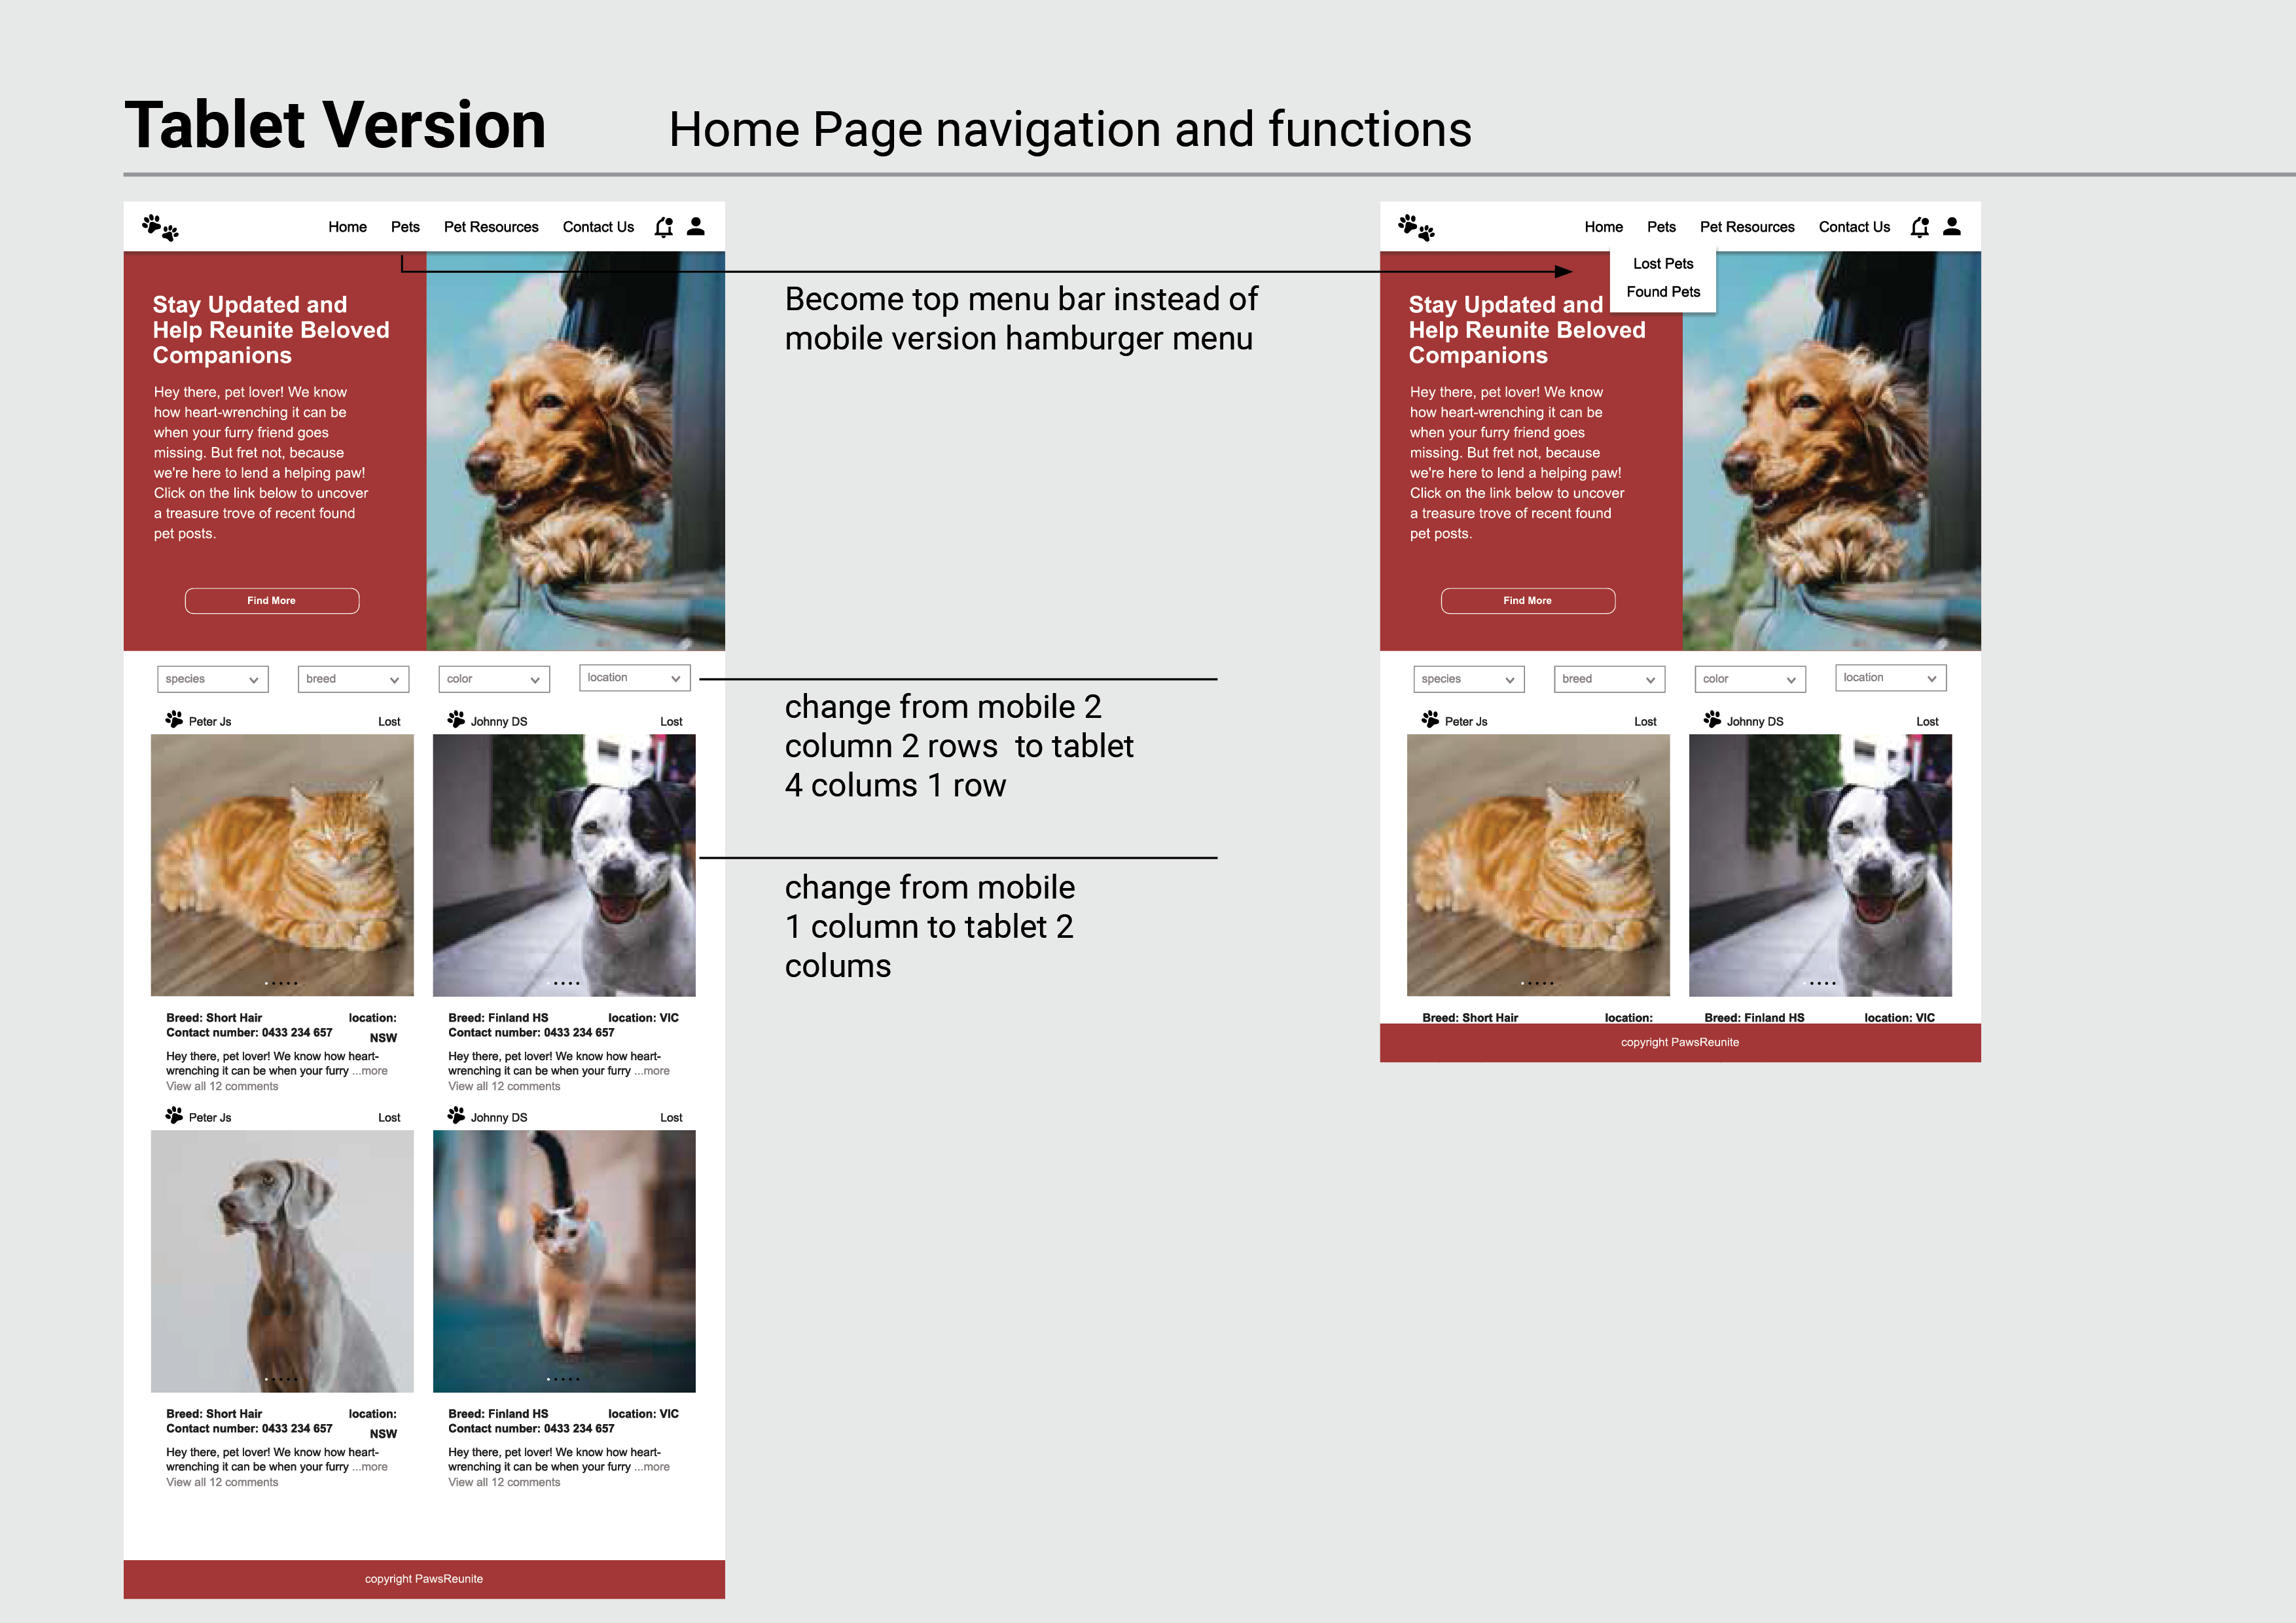 Tablet Version Home Page navigation and functions
Home Pets Pet Resources Contact Us
Stay Updated and
Help Reunite Beloved
Companions
Hey there, pet lover! We know
how heart-wrenching it can be
when your furry friend goes
missing. But fret not, because
we're here to lend a helping paw!
Click on the link below to uncover
a treasure trove of recent found
pet posts.
Find More
species breed color location
Peter Js Lost
Johnny DS Lost
Breed: Short Hair location:
Contact number: 0433 234 657 NSW
Hey there, pet lover! We know how heart-
wrenching it can be when your furry ...more
View all 12 comments
Breed: Finland HS location: VIC
Contact number: 0433 234 657
Hey there, pet lover! We know how heart-
wrenching it can be when your furry ...more
View all 12 comments
Peter Js Lost
Johnny DS Lost
Breed: Short Hair location:
Contact number: 0433 234 657 NSW
Hey there, pet lover! We know how heart-
wrenching it can be when your furry ...more
View all 12 comments
Breed: Finland HS location: VIC
Contact number: 0433 234 657
Hey there, pet lover! We know how heart-
wrenching it can be when your furry ...more
View all 12 comments
copyright PawsReunite
Become top menu bar instead of
mobile version hamburger menu
change from mobile 2
column 2 rows  to tablet
4 colums 1 row
change from mobile
1 column to tablet 2
colums
Home Pets Pet Resources Contact Us
Lost Pets
Found Pets
Stay Updated and
Help Reunite Beloved
Companions
Hey there, pet lover! We know
how heart-wrenching it can be
when your furry friend goes
missing. But fret not, because
we're here to lend a helping paw!
Click on the link below to uncover
a treasure trove of recent found
pet posts.
Find More
species breed color location
Peter Js Lost
Johnny DS Lost
Breed: Short Hair location:
Breed: Finland HS location: VIC
copyright PawsReunite